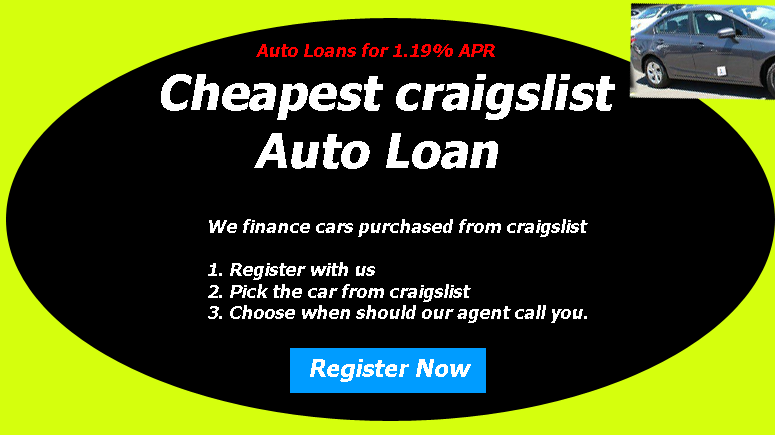 Auto Loans for 1.19% APR
Cheapest craigslist
Auto Loan
We finance cars purchased from craigslist
1. Register with us
2. Pick the car from craigslist
3. Choose when should our agent call you.
Register Now